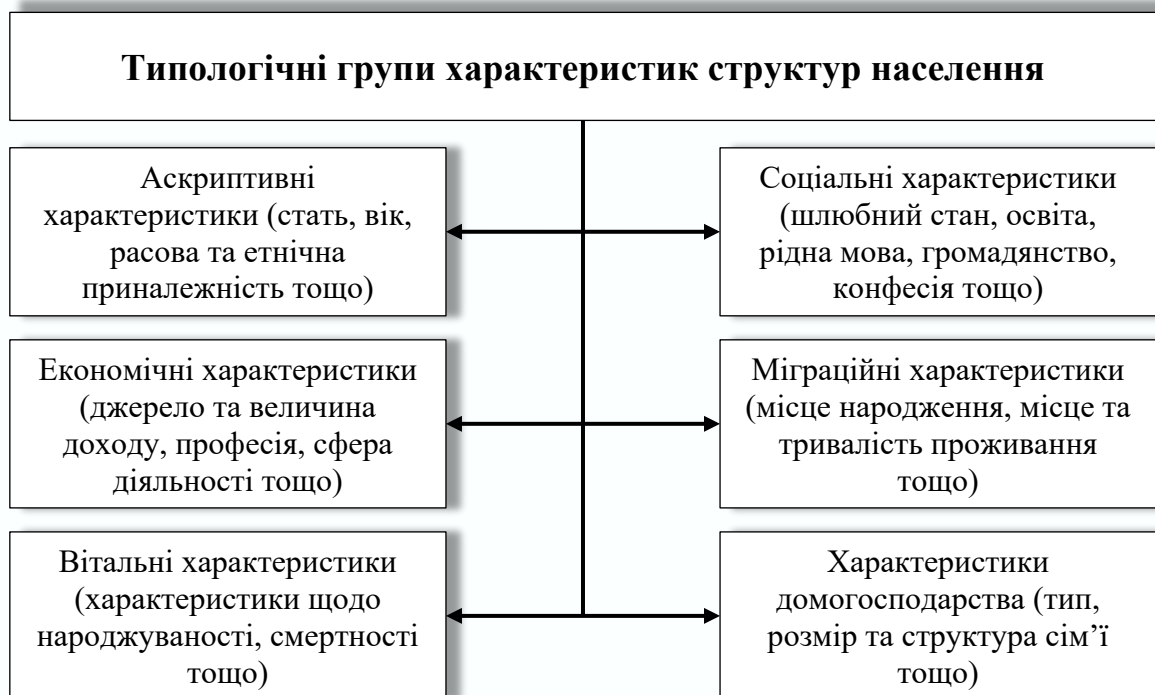 Типологічні групи характеристик структур населення
Аскриптивні
характеристики (стать, вік,
расова та етнічна
приналежність тощо)
Соціальні характеристики
(шлюбний стан, освіта,
рідна мова, громадянство,
конфесія тощо)
Економічні характеристики
(джерело та величина
доходу, професія, сфера
діяльності тощо)
Міграційні характеристики
(місце народження, місце та
тривалість проживання
тощо)
Вітальні характеристики
(характеристики щодо
народжуваності, смертності
тощо)
Характеристики
домогосподарства (тип,
розмір та структура сім’ї
тощо)